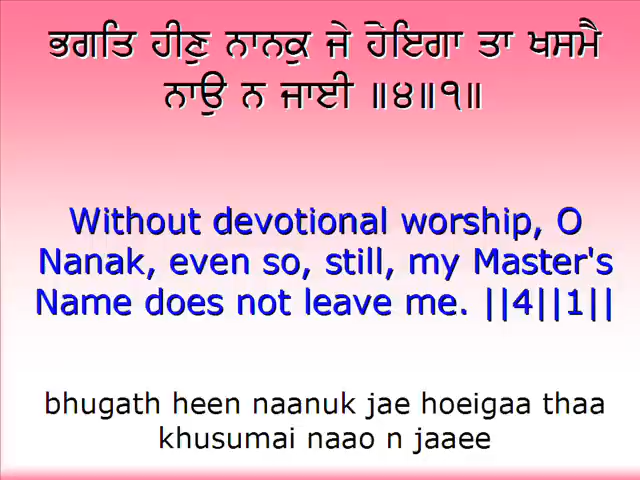 ਭਗਤਿ ਹੀਣੁ ਨਾਨਕੁ ਜੇ ਹੋਇਗਾ ਤਾ ਖਸਮੈ
ਨਾਉ ਨ ਜਾਈ ॥੪॥੧॥
Without devotional worship, O
Nanak, even so, still, my Master's
Name does not leave me. ||4||1||
bhugath heen naanuk jae hoeigaa thaa
khusumai naao n jaaee